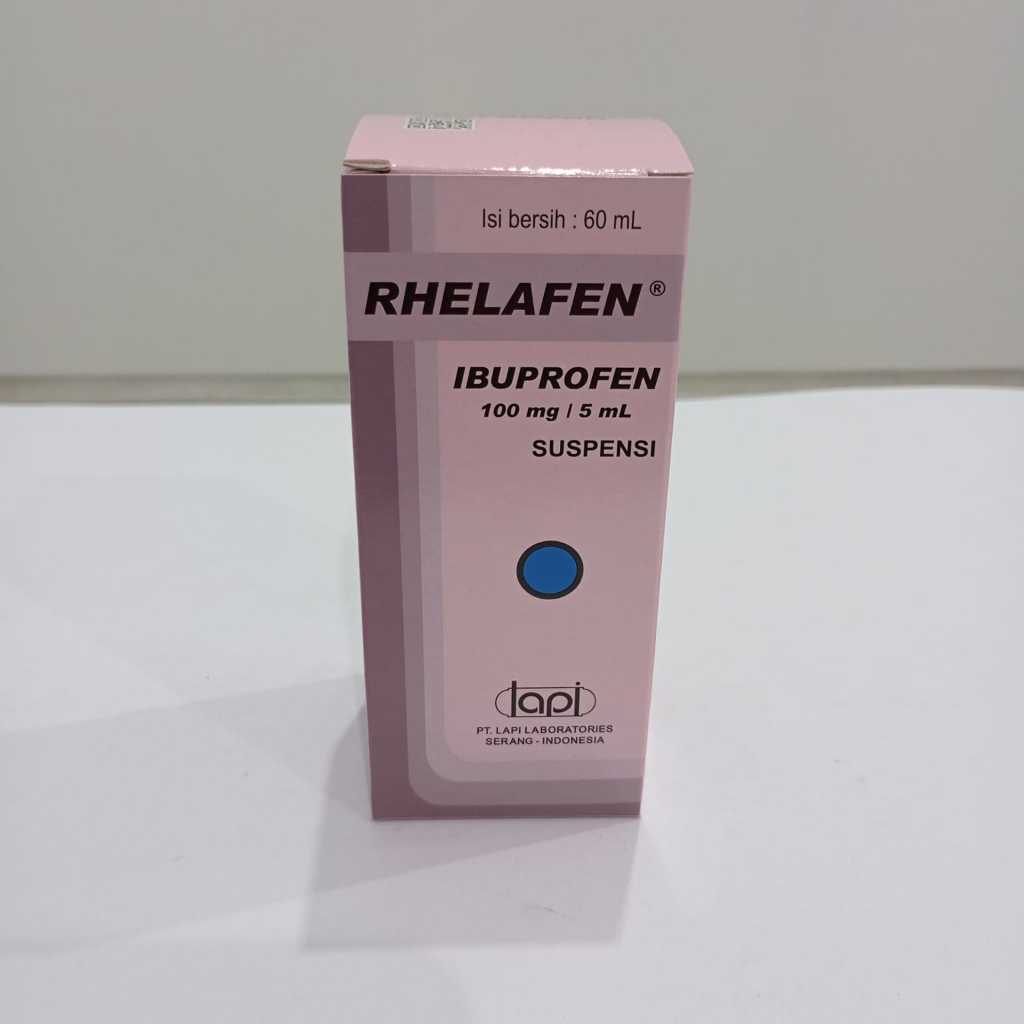 Isi bersih : 60 mL
RHELAFEN®
IBUPROFEN
100 mg / 5 mL
SUSPENSI
lapi
PT. LAPI LABORATORIES
SERANG - INDONESIA